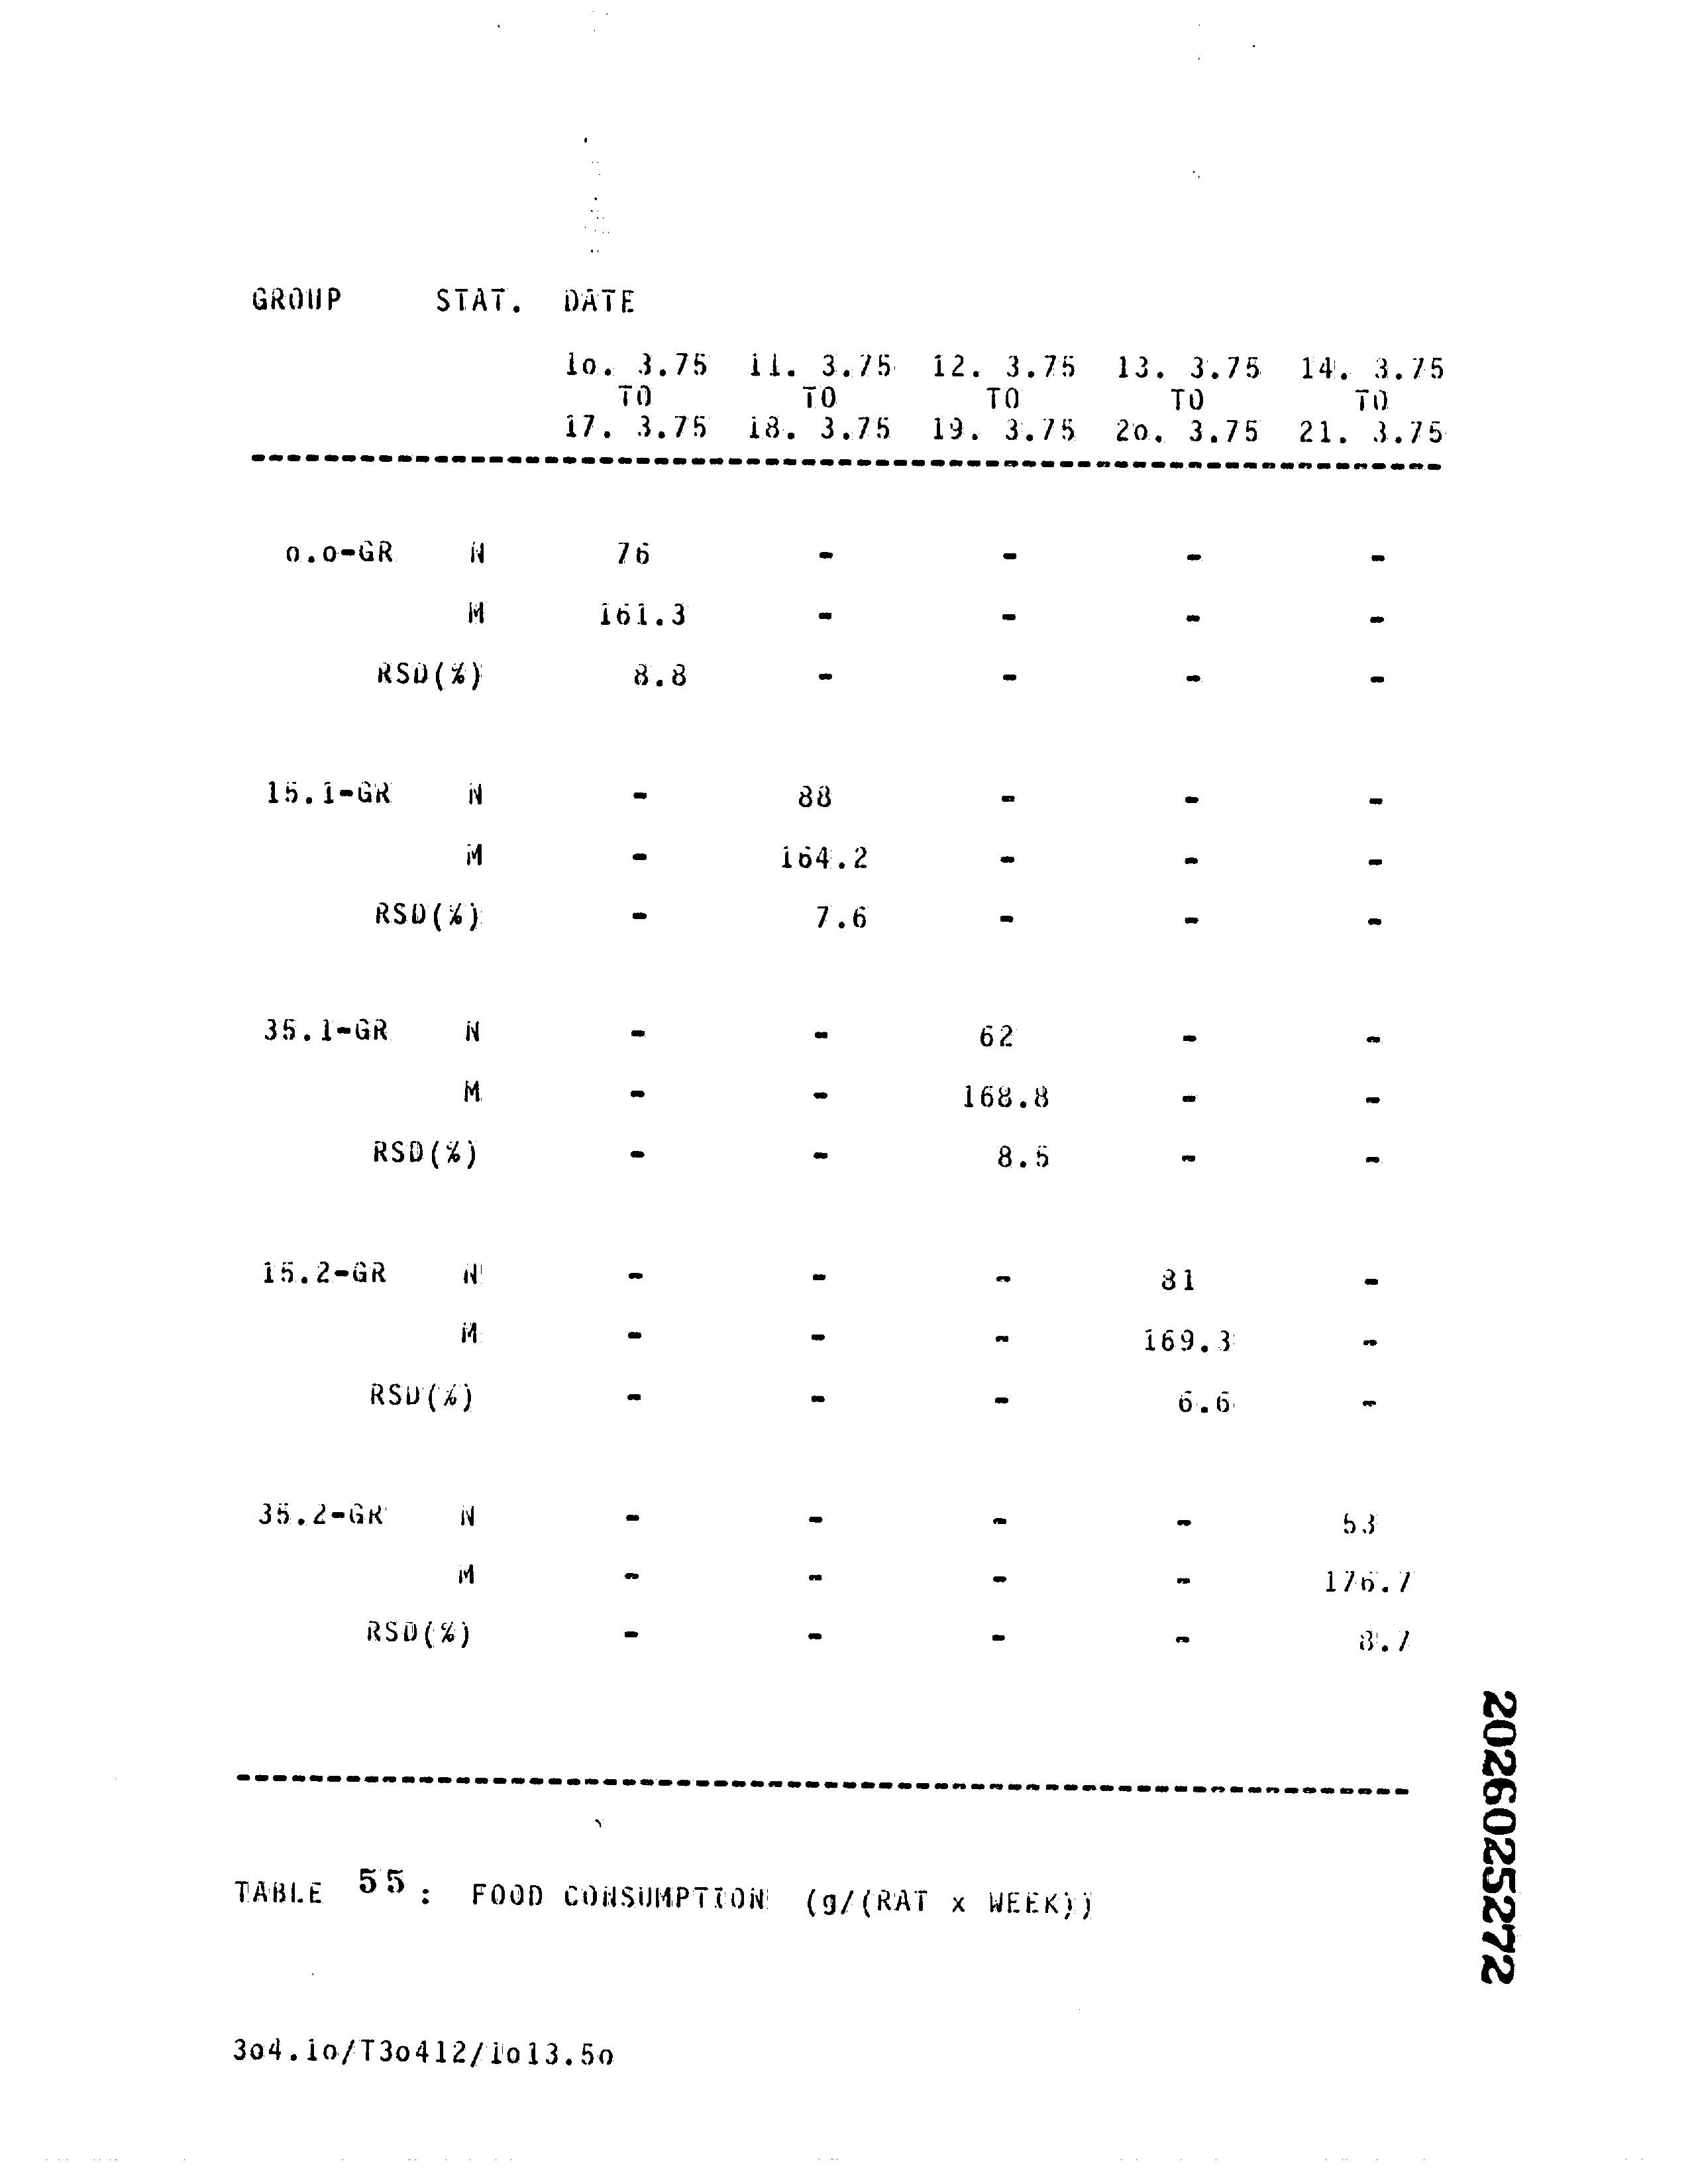 GROUP STAT. DATE
1o. 3.75 11. 3.75 12. 3.75 13. 3.75 14. 3.75
TO TO TO TO TO
17. 3.75 18. 3.75 19. 3.75 2o. 3.75 21. 3.75
o.o-GR N 76 - - - -
M 161.3 - - - -
RSD(%) 8.8 - - - -
15.1-GR N - 88 - - -
M - 164.2 - - -
RSD(%) - 7.6 - - -
35.1-GR N - - 62 - -
M - - 168.8 - -
RSD(%) - - 8.5 - -
15.2-GR N - - - 81 -
M - - - 169.3 -
RSD(%) - - - 6.6 -
35.2-GR N - - - - 53
M - - - - 176.7
RSD(%) - - - - 8.7
TABLE 55: FOOD CONSUMPTION (g/(RAT x WEEK))
3o4.1o/T3o412/1o13.5o
2026025272